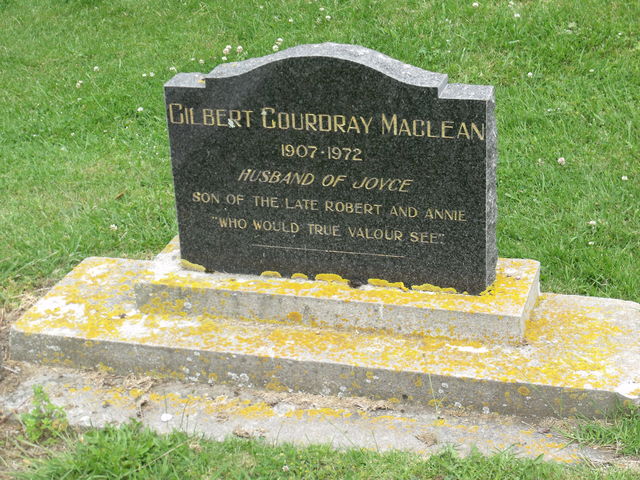 GILBERT GOURDRAY MACLEAN
1907 · 1972
HUSBAND OF JOYCE
SON OF THE LATE ROBERT AND ANNIE
"WHO WOULD TRUE VALOUR SEE".